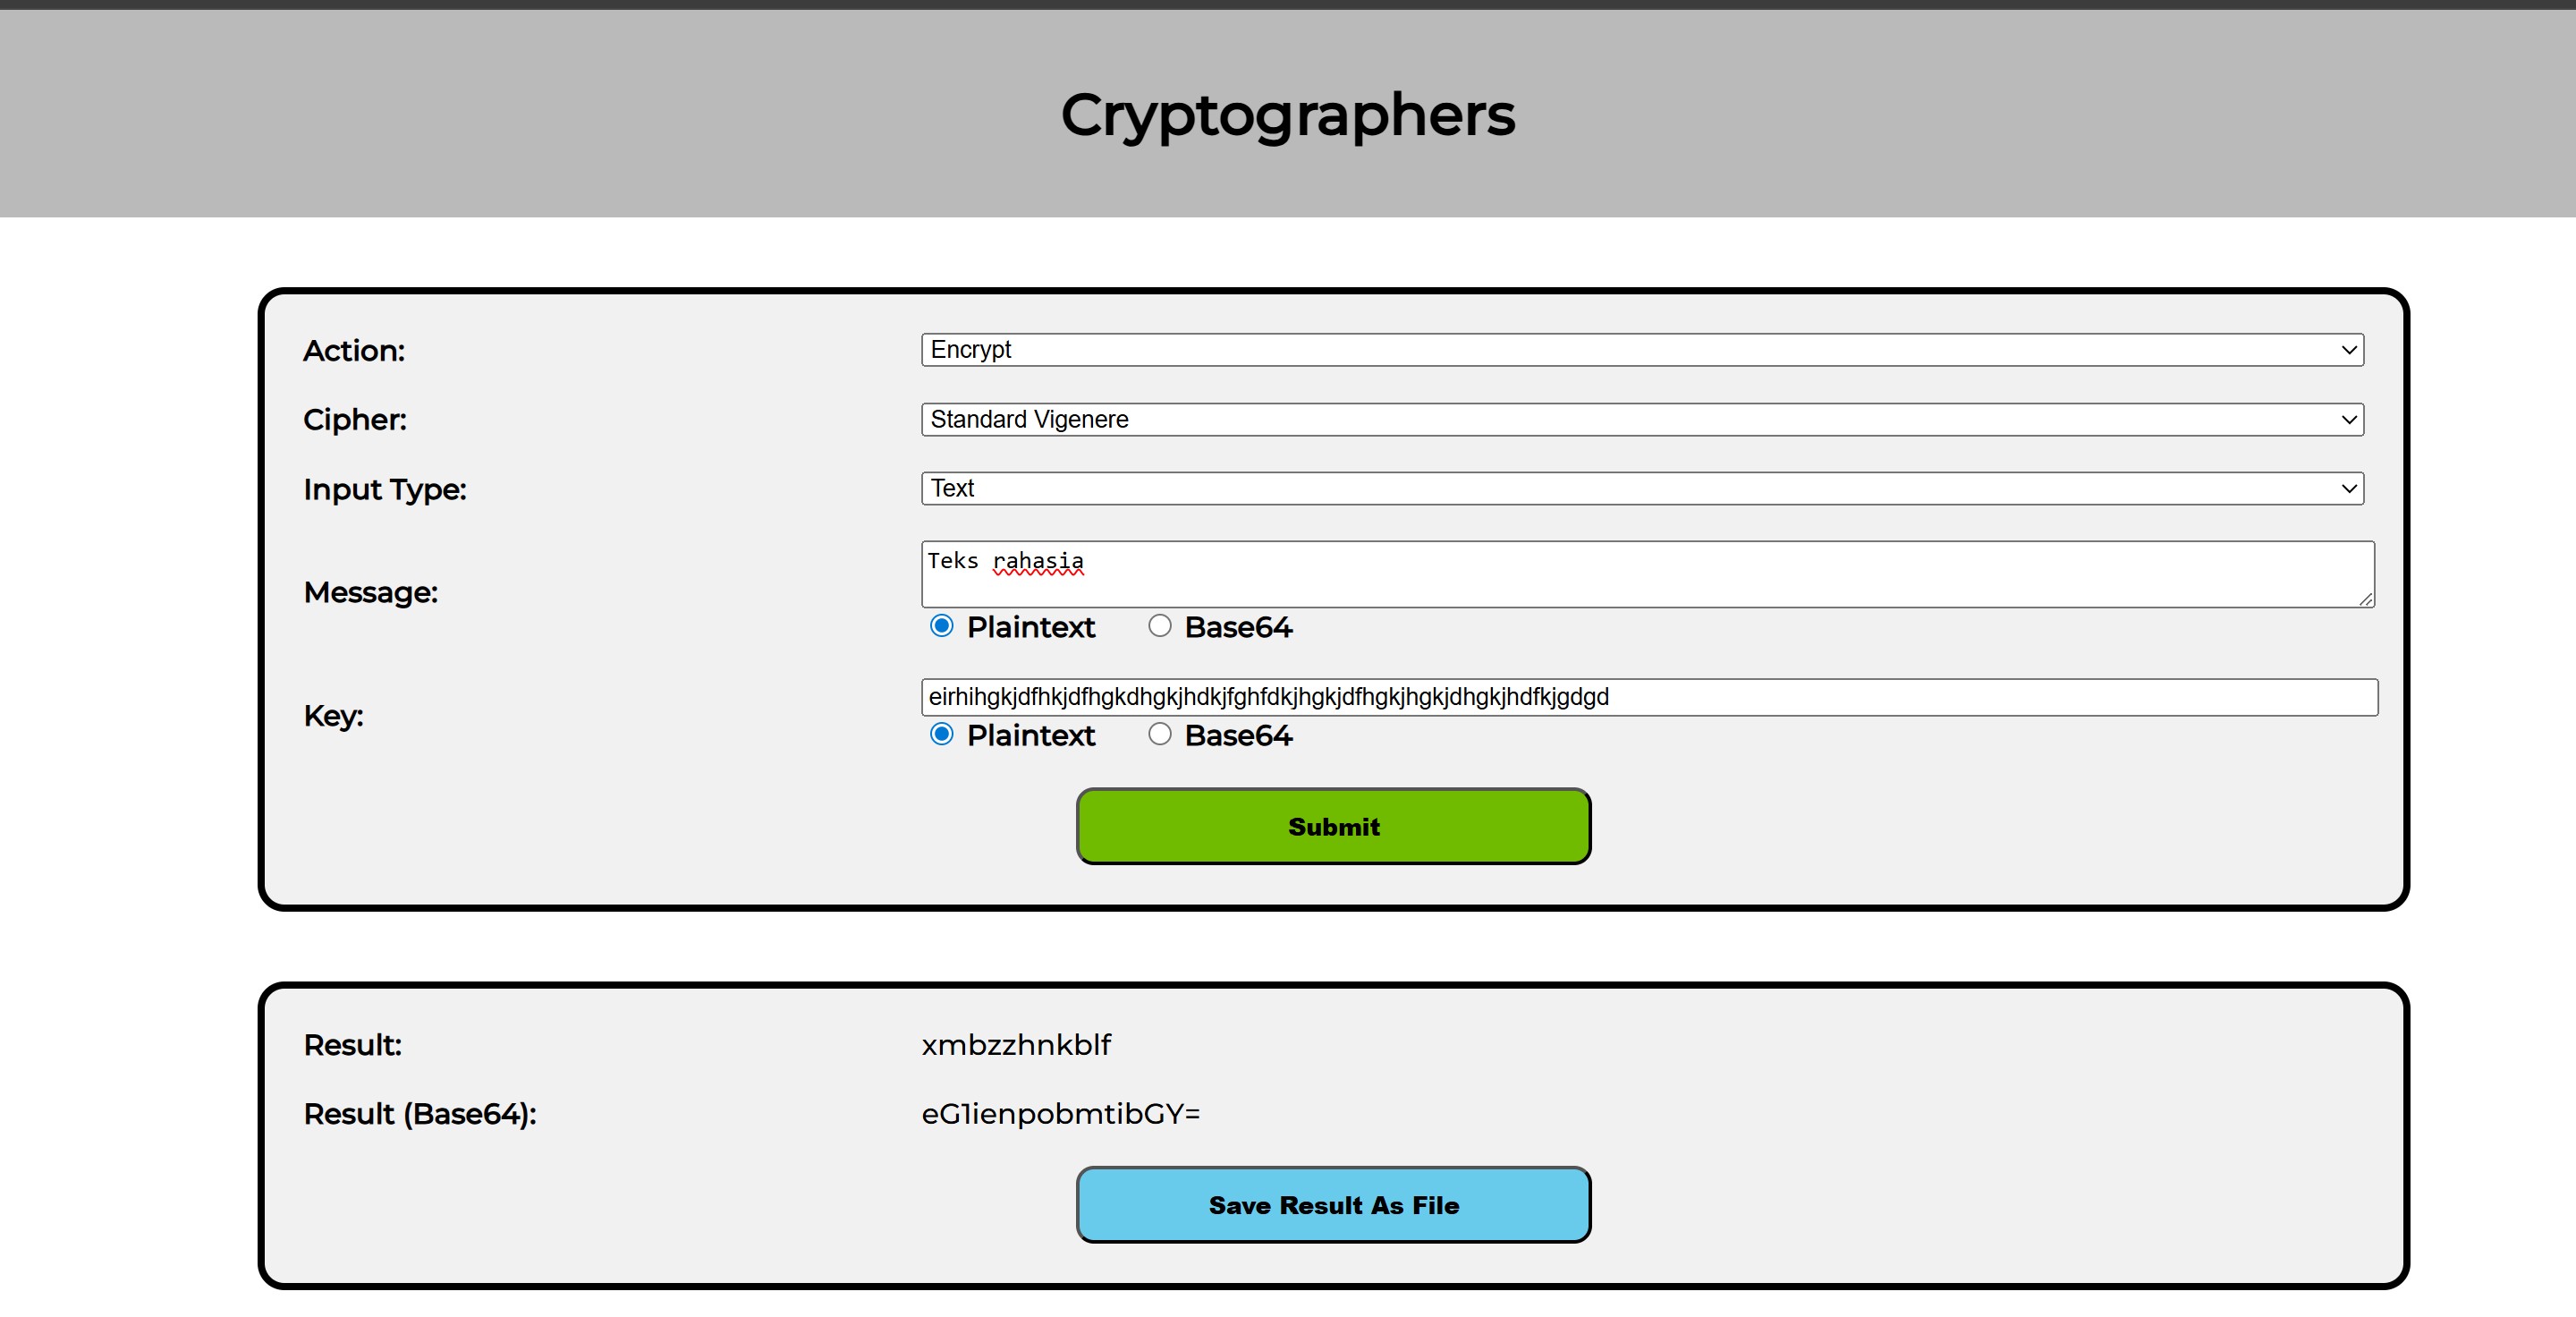 Cryptographers
Action:
Encrypt
Cipher:
Standard Vigenere
Input Type:
Text
Message:
Teks rahasia
Plaintext Base64
Key:
eirhihgkjdfhkjdfhgkdhgkjhdkjfghfdkjhgkjdfhgkjhgkjdhgkjhdfkjgdgd
Plaintext Base64
Submit
Result:
xmbzzhnkblf
Result (Base64):
eG1ienpobmtibGY=
Save Result As File